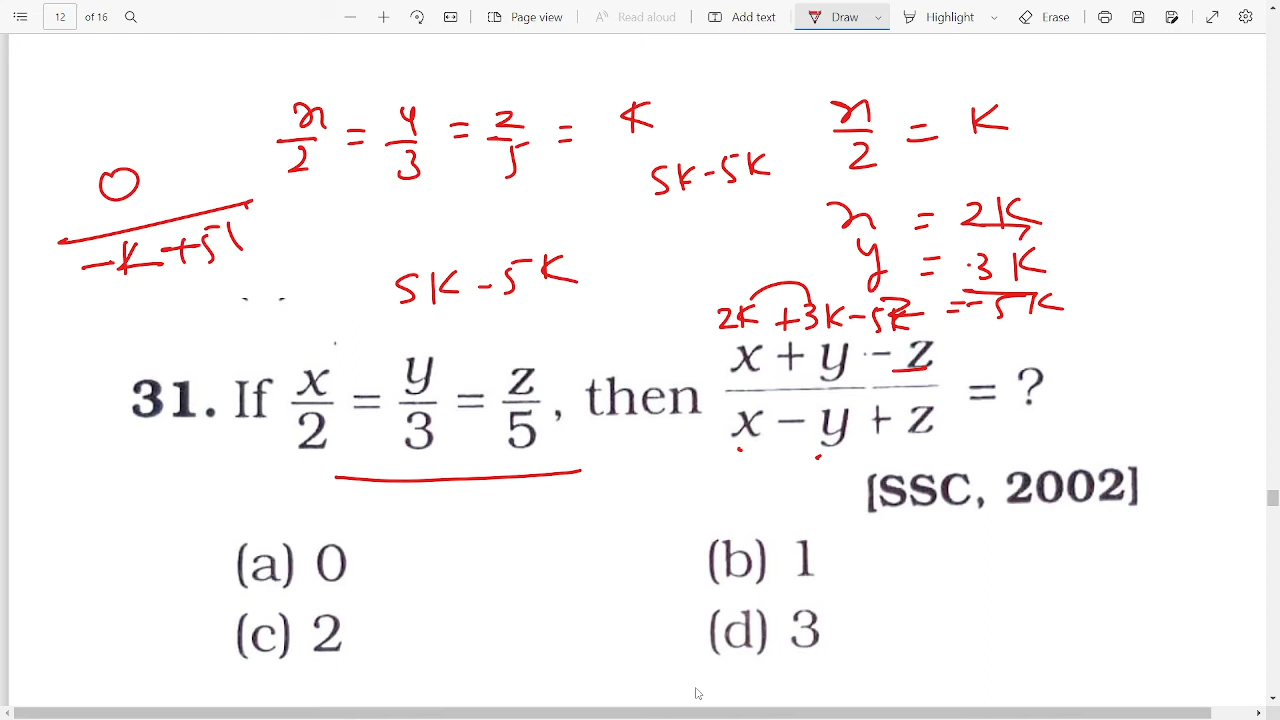 12 of 16 Page view Read aloud Add text Draw Highlight Erase
x/2 = y/3 = z/5 = K
x/2 = K
5K-5K
0/-K+5K
x = 2K
y = 3K
z = 5K
5K-5K
2K+3K-5K
31. If x/2 = y/3 = z/5, then (x + y - z)/(x - y + z) = ?
[SSC, 2002]
(a) 0 (b) 1
(c) 2 (d) 3